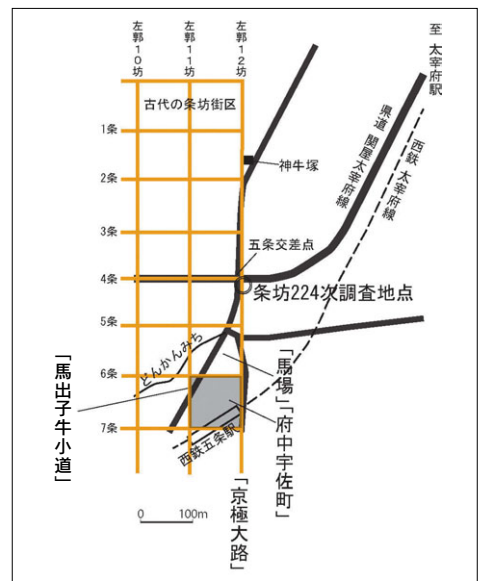 左郭10坊
左郭11坊
左郭12坊
至 太宰府駅
古代の条坊街区
県道 関屋太宰府線
西鉄 太宰府線
1条
神牛塚
2条
3条
五条交差点
4条
条坊224次調査地点
5条
どんかんみち
6条
「馬出子牛小道」
「馬場」
「府中宇佐町」
7条
西鉄五条駅
「京極大路」
0 100m